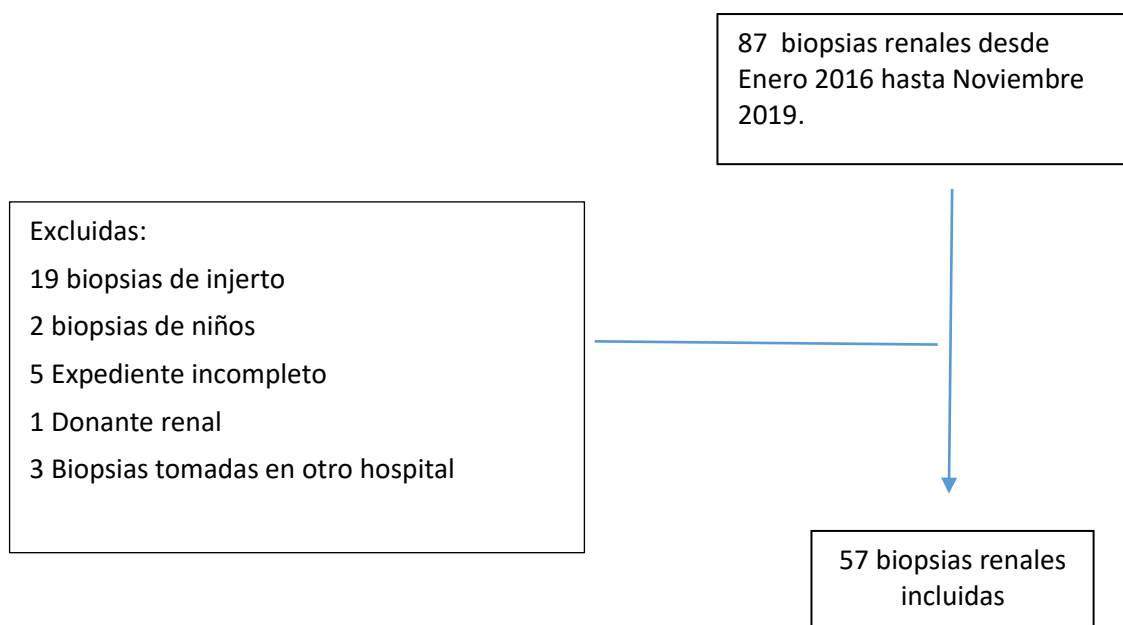 87 biopsias renales desde
Enero 2016 hasta Noviembre
2019.
Excluidas:
19 biopsias de injerto
2 biopsias de niños
5 Expediente incompleto
1 Donante renal
3 Biopsias tomadas en otro hospital
57 biopsias renales
incluidas